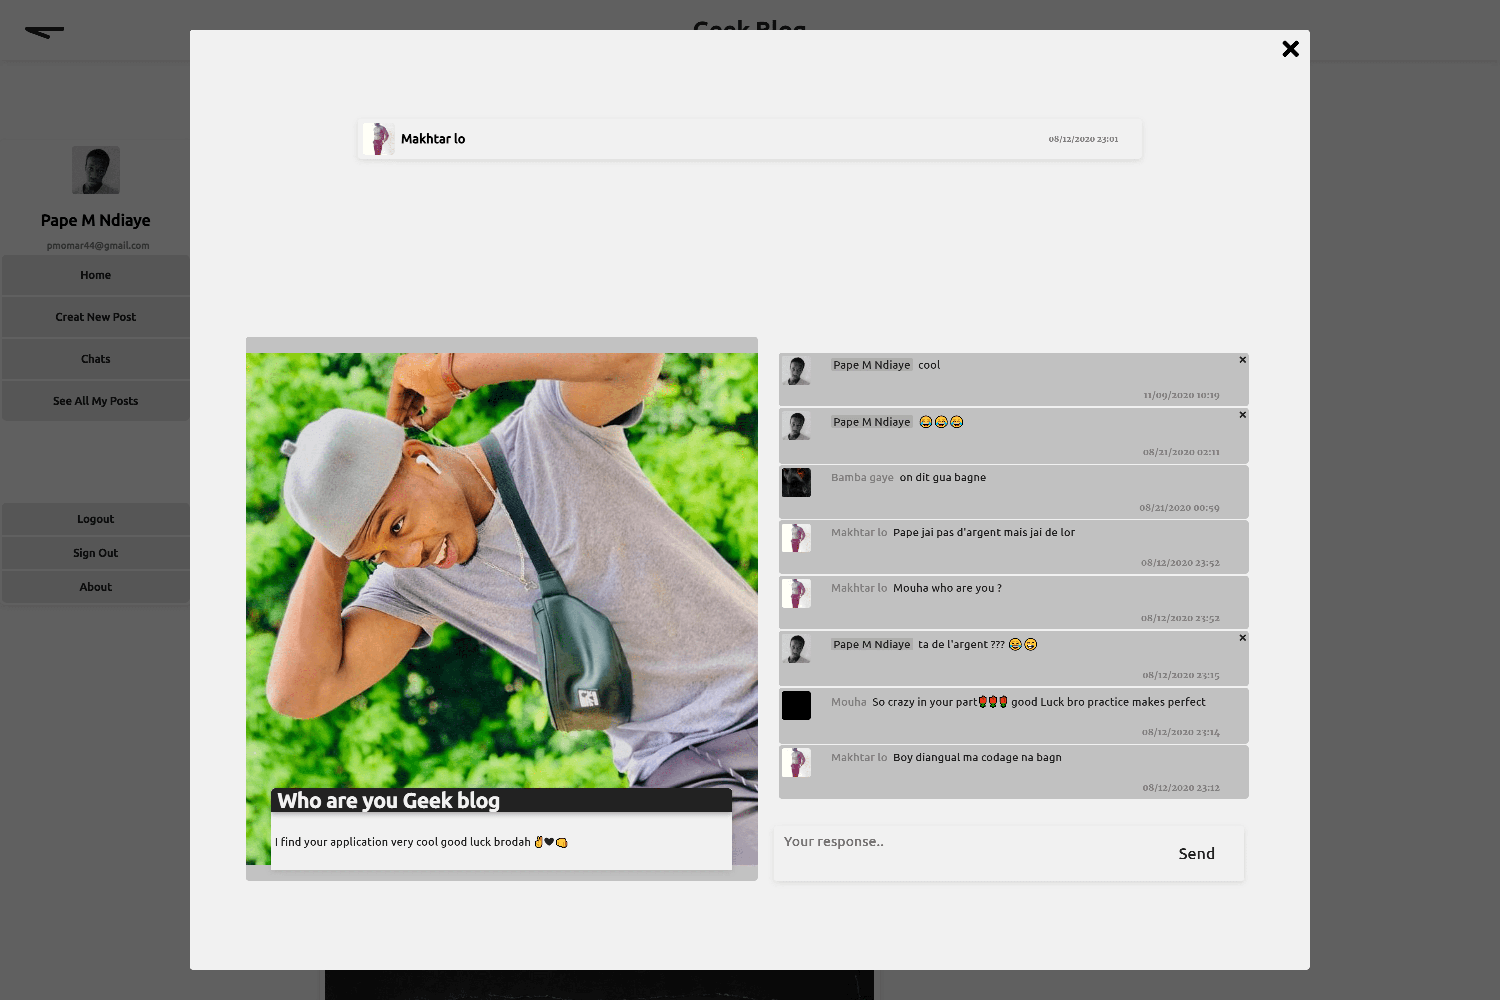 Geek Blog
Makhtar lo
08/12/2020 23:01
Pape M Ndiaye
pmomar44@gmail.com
Home
Creat New Post
Chats
See All My Posts
Logout
Sign Out
About
Who are you Geek blog
I find your application very cool good luck brodah ✌️🖤👊
Pape M Ndiaye cool
11/09/2020 10:19
Pape M Ndiaye 😂😄😂
08/21/2020 02:11
Bamba gaye on dit gua bagne
08/21/2020 00:59
Makhtar lo Pape jai pas d'argent mais jai de lor
08/12/2020 23:52
Makhtar lo Mouha who are you ?
08/12/2020 23:52
Pape M Ndiaye ta de l'argent ??? 😂😋
08/12/2020 23:15
Mouha So crazy in your part🌹🌹🌹 good Luck bro practice makes perfect
08/12/2020 23:14
Makhtar lo Boy diangual ma codage na bagn
08/12/2020 23:12
Your response..
Send